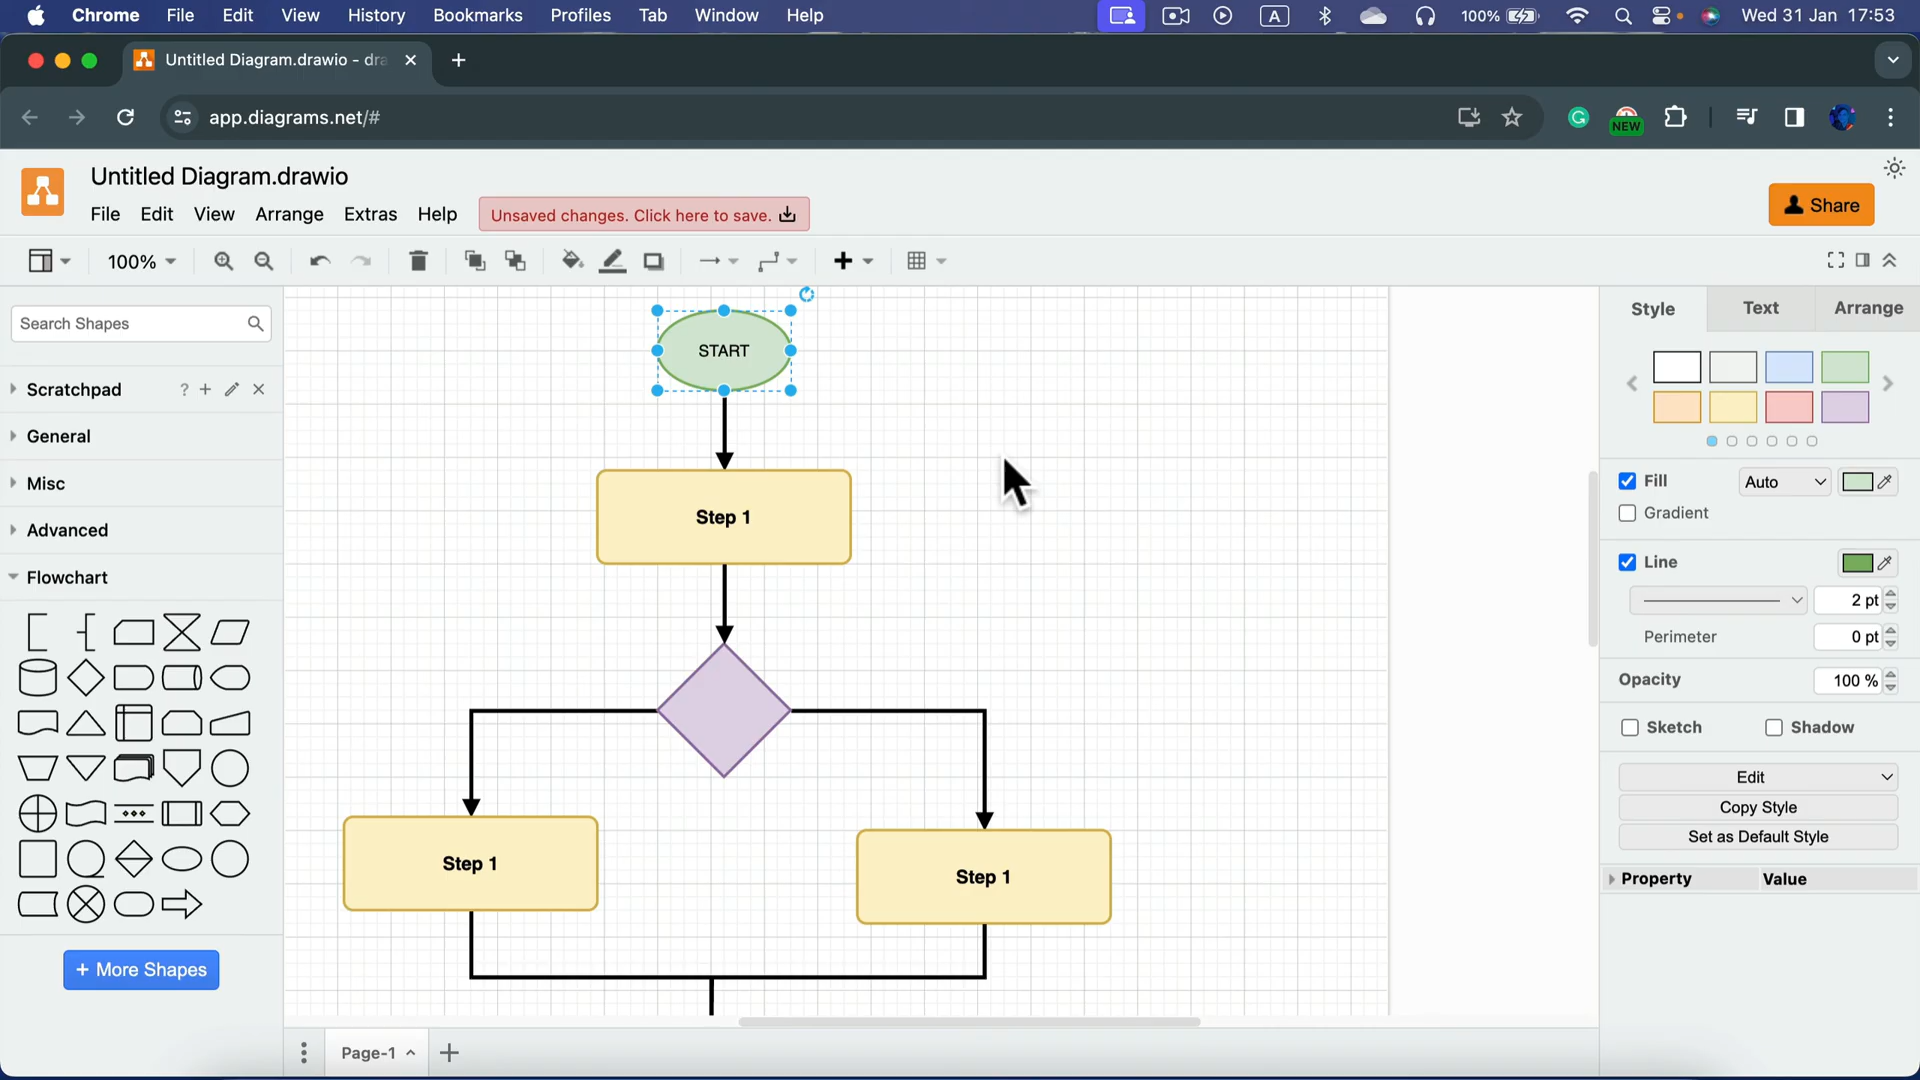 Chrome File Edit View History Bookmarks Profiles Tab Window Help A 100% Wed 31 Jan 17:53
Untitled Diagram.drawio - dra
app.diagrams.net/#
NEW
Untitled Diagram.drawio
File Edit View Arrange Extras Help Unsaved changes. Click here to save.
Share
100%
Search Shapes
Scratchpad ?
General
Misc
Advanced
Flowchart
More Shapes
START
Step 1
Step 1
Step 1
Page-1
Style Text Arrange
Fill Auto
Gradient
Line
2 pt
Perimeter 0 pt
Opacity 100 %
Sketch Shadow
Edit
Copy Style
Set as Default Style
Property Value